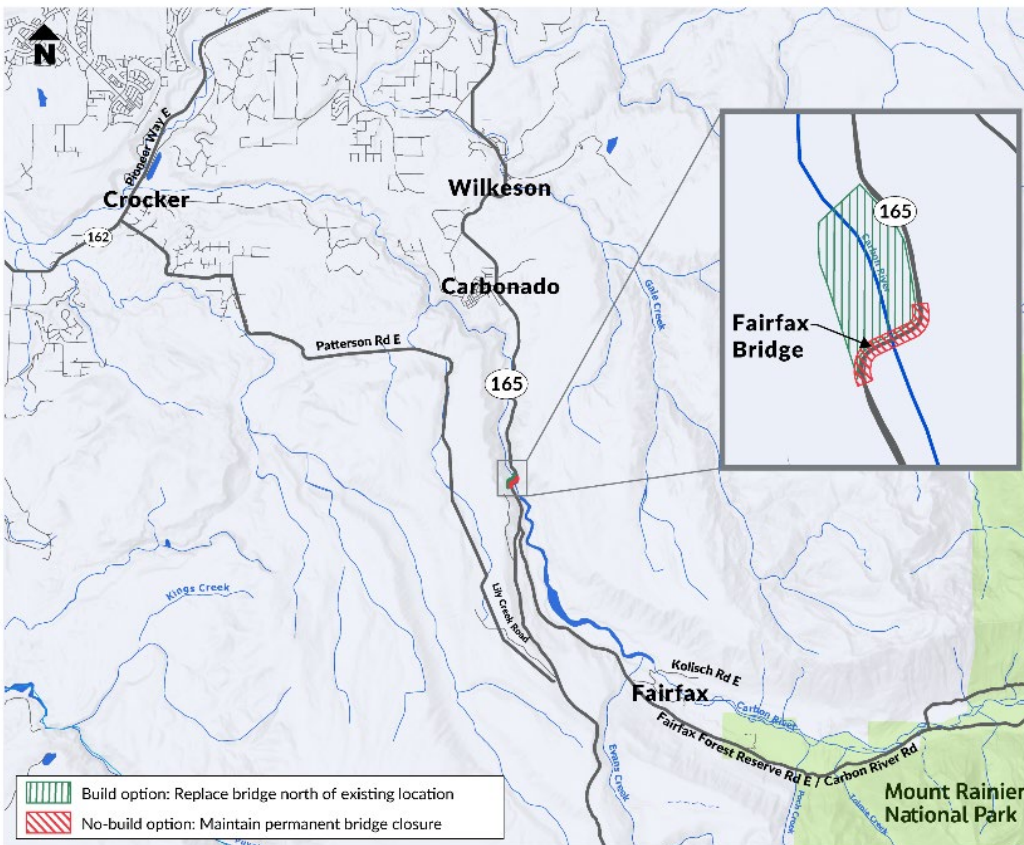 N
Pioneer Way E
Crocker
162
Wilkeson
Carbonado
165
Patterson Rd E
Gale Creek
165
Carbon River
Fairfax
Bridge
Kings Creek
Lily Creek Road
Kolisch Rd E
Fairfax
Carbon River
Fairfax Forest Reserve Rd E / Carbon River Rd
Evans Creek
Mount Rainier
National Park
Build option: Replace bridge north of existing location
No-build option: Maintain permanent bridge closure